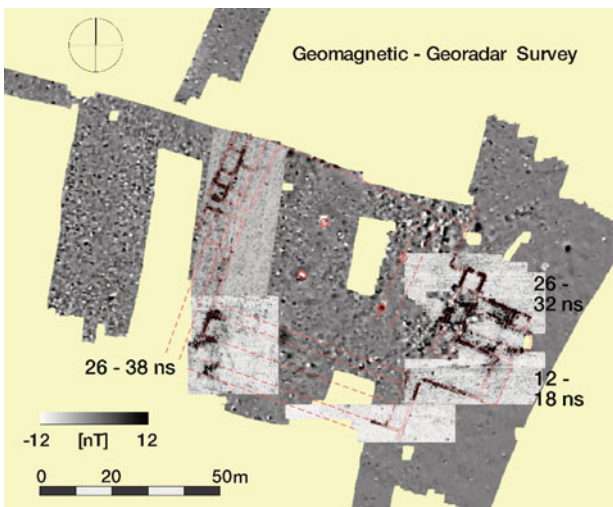 Geomagnetic - Georadar Survey
26 -
32 ns
26 - 38 ns
12 -
18 ns
-12 [nT] 12
0 20 50m